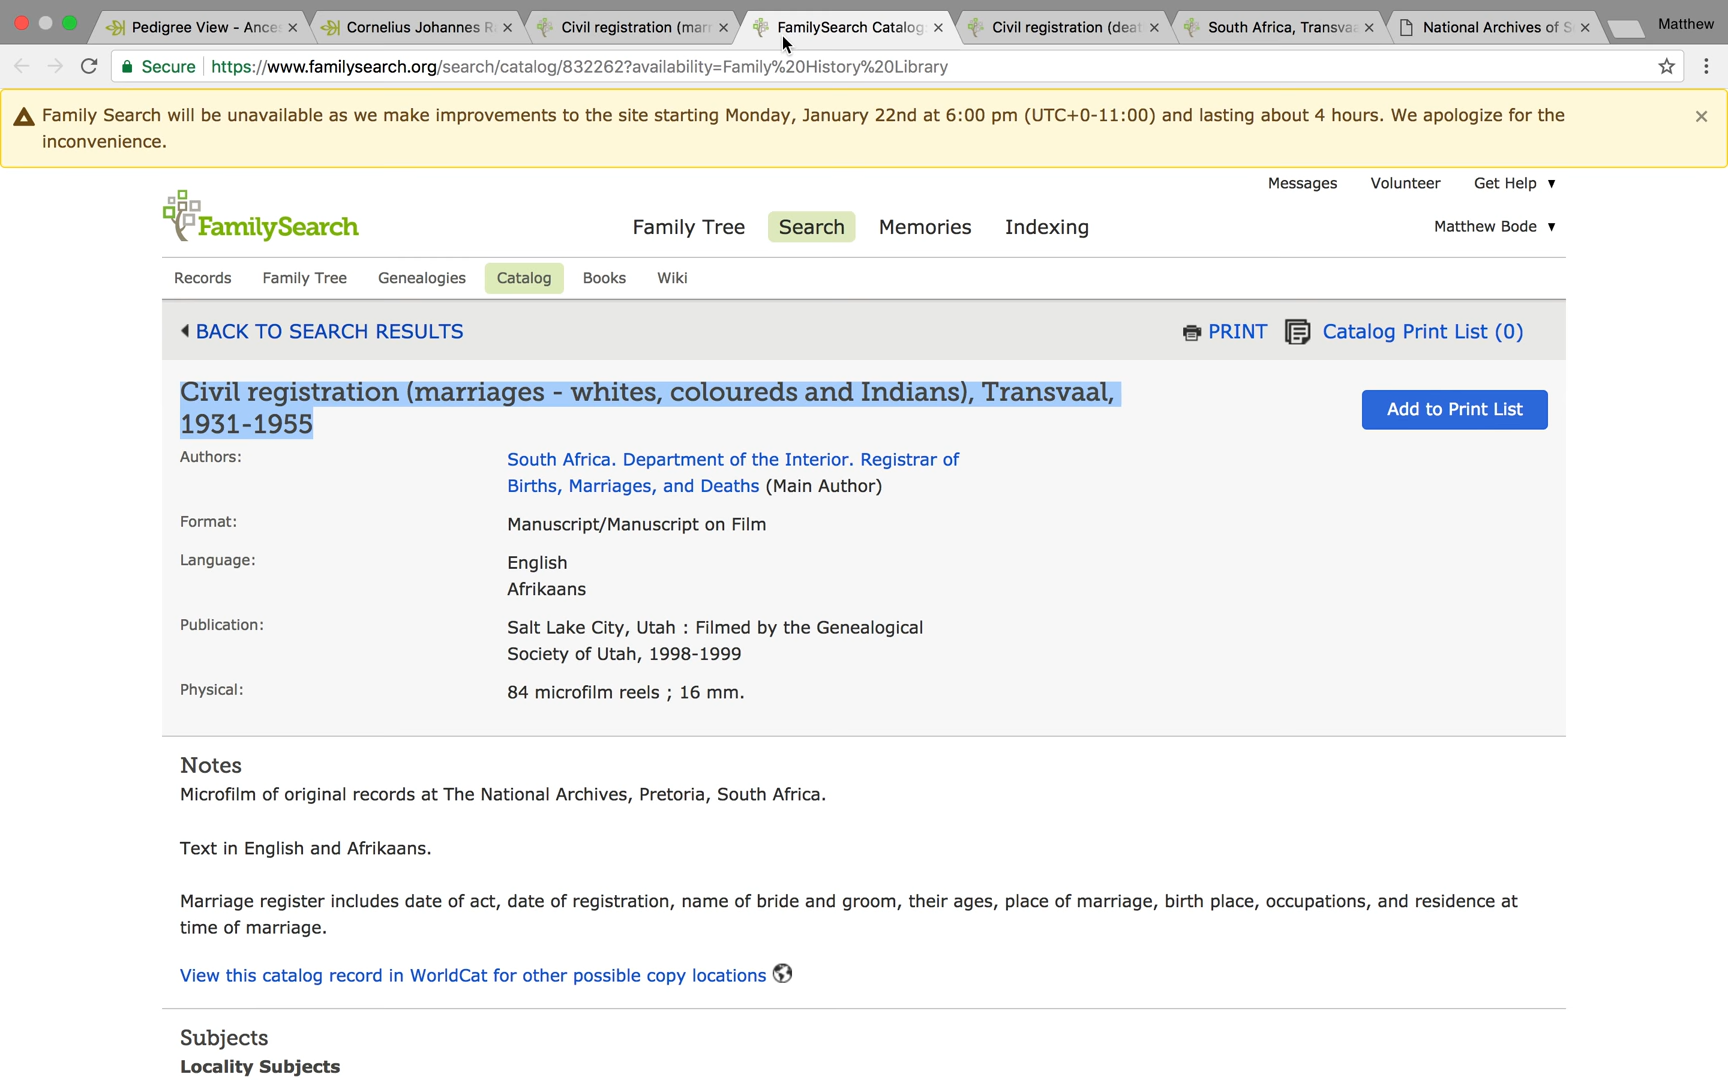 Pedigree View - Ances
Cornelius Johannes R
Civil registration (marr
FamilySearch Catalog
Civil registration (deat
South Africa, Transvaa
National Archives of S
Matthew
Secure
https://www.familysearch.org/search/catalog/832262?availability=Family%20History%20Library
Family Search will be unavailable as we make improvements to the site starting Monday, January 22nd at 6:00 pm (UTC+0-11:00) and lasting about 4 hours. We apologize for the
inconvenience.
Messages Volunteer Get Help
FamilySearch
Family Tree Search Memories Indexing
Matthew Bode
Records Family Tree Genealogies Catalog Books Wiki
BACK TO SEARCH RESULTS
PRINT Catalog Print List (0)
Civil registration (marriages - whites, coloureds and Indians), Transvaal,
1931-1955
Add to Print List
Authors: South Africa. Department of the Interior. Registrar of
Births, Marriages, and Deaths (Main Author)
Format: Manuscript/Manuscript on Film
Language: English
Afrikaans
Publication: Salt Lake City, Utah : Filmed by the Genealogical
Society of Utah, 1998-1999
Physical: 84 microfilm reels ; 16 mm.
Notes
Microfilm of original records at The National Archives, Pretoria, South Africa.
Text in English and Afrikaans.
Marriage register includes date of act, date of registration, name of bride and groom, their ages, place of marriage, birth place, occupations, and residence at
time of marriage.
View this catalog record in WorldCat for other possible copy locations
Subjects
Locality Subjects